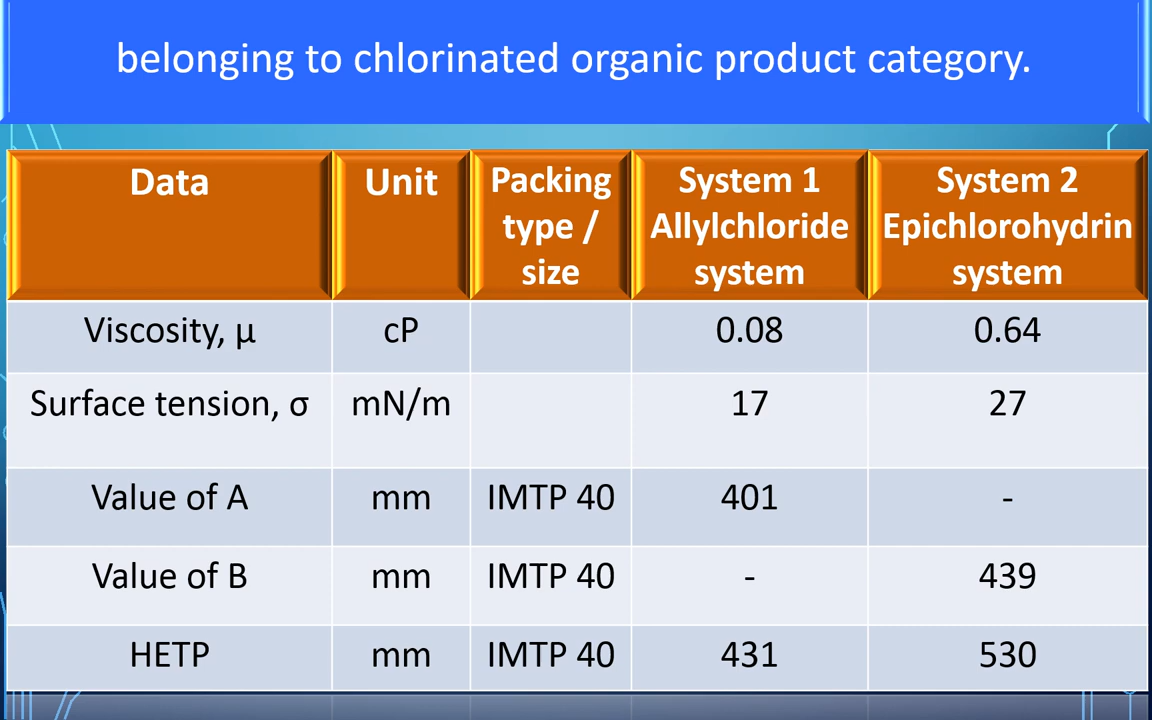 belonging to chlorinated organic product category.
Data Unit Packing type / size System 1 Allylchloride system System 2 Epichlorohydrin system
Viscosity, μ cP 0.08 0.64
Surface tension, σ mN/m 17 27
Value of A mm IMTP 40 401 -
Value of B mm IMTP 40 - 439
HETP mm IMTP 40 431 530